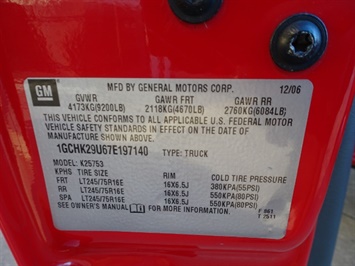 GM
MFD BY GENERAL MOTORS CORP. 12/06
GVWR GAWR FRT GAWR RR
4173KG(9200LB) 2118KG(4670LB) 2760KG(6084LB)
THIS VEHICLE CONFORMS TO ALL APPLICABLE U.S. FEDERAL MOTOR
VEHICLE SAFETY STANDARDS IN EFFECT ON THE DATE OF
MANUFACTURE SHOWN ABOVE.
1GCHK29U67E197140 TYPE: TRUCK
MODEL: K25753
KPHS TIRE SIZE RIM COLD TIRE PRESSURE
FRT LT245/75R16E 16X6.5J 380KPA(55PSI)
RR LT245/75R16E 16X6.5J 550KPA(80PSI)
SPA LT245/75R16E 16X6.5J 550KPA(80PSI)
SEE OWNER'S MANUAL FOR MORE INFORMATION.
T 7511